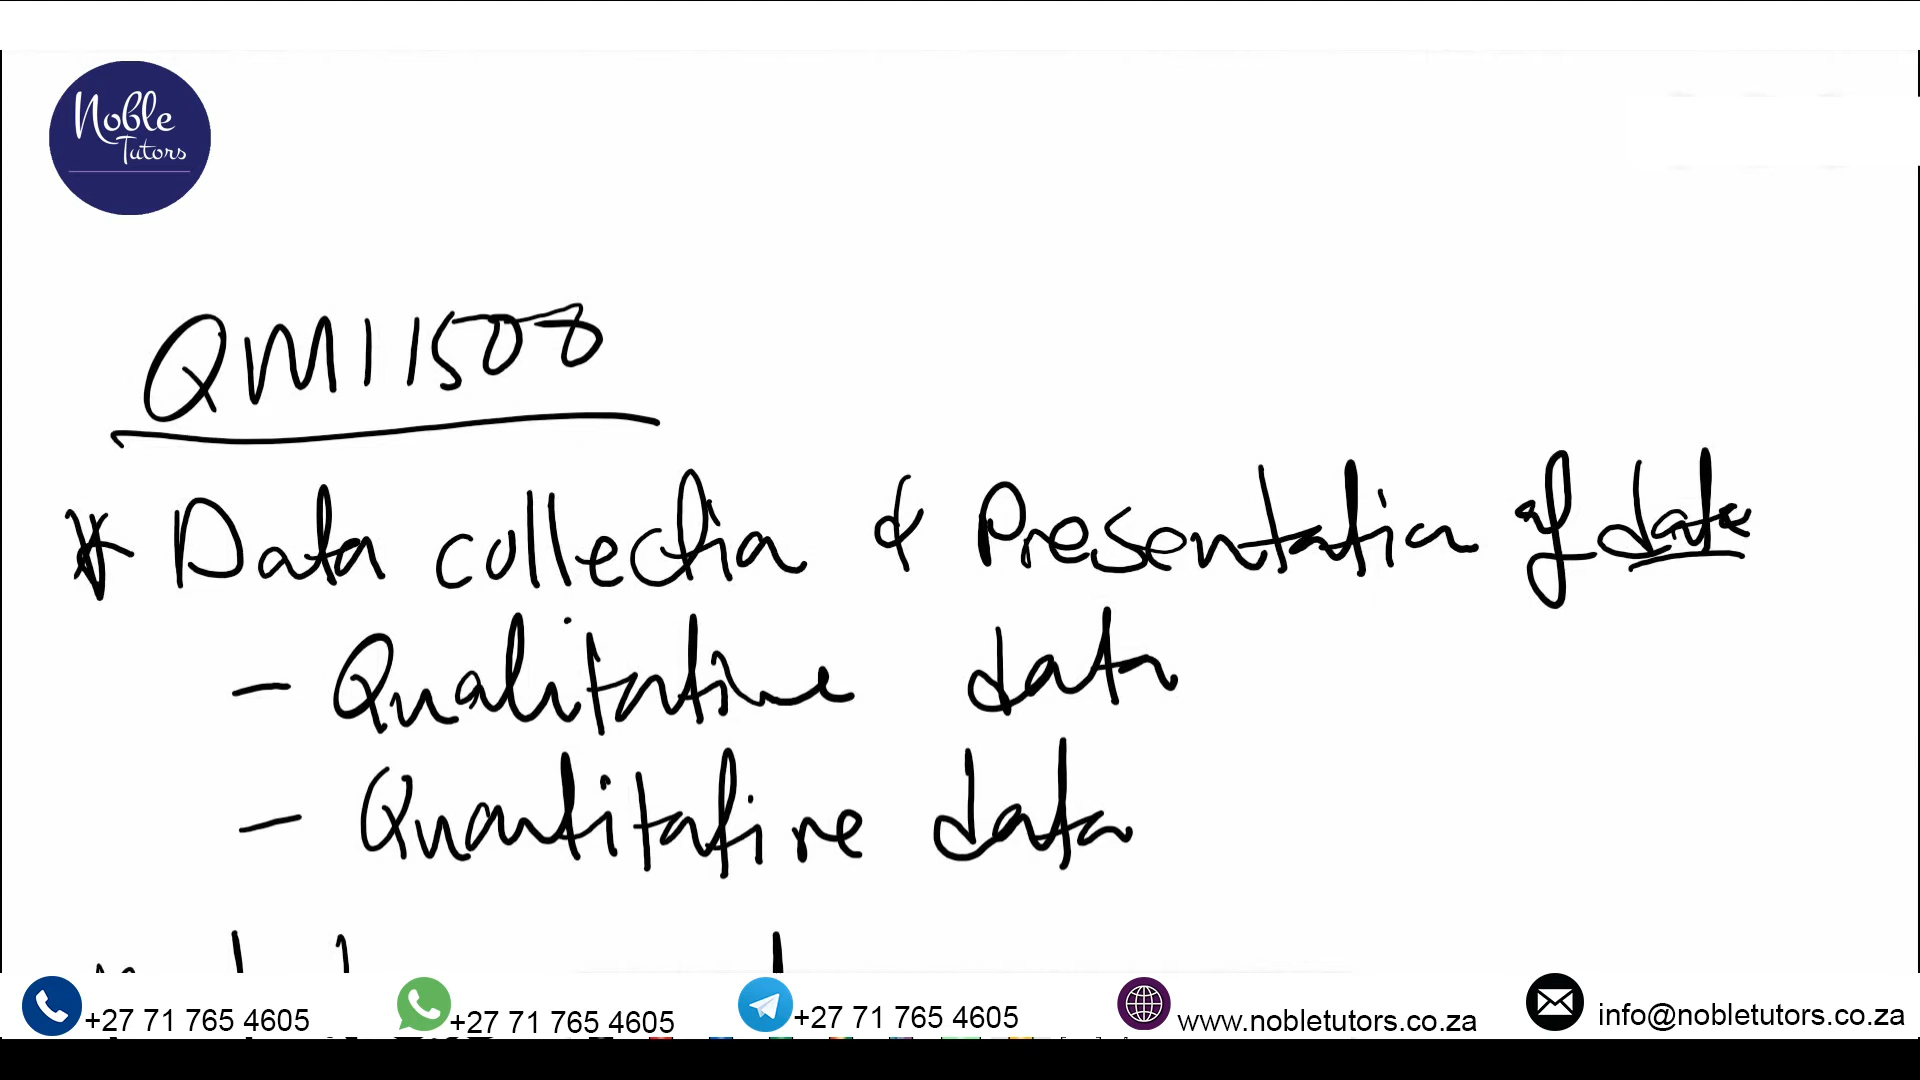 Noble
Tutors
QMI1500
* Data collection & Presentation of data
- Qualitative data
- Quantitative data
+27 71 765 4605
+27 71 765 4605
+27 71 765 4605
www.nobletutors.co.za
info@nobletutors.co.za